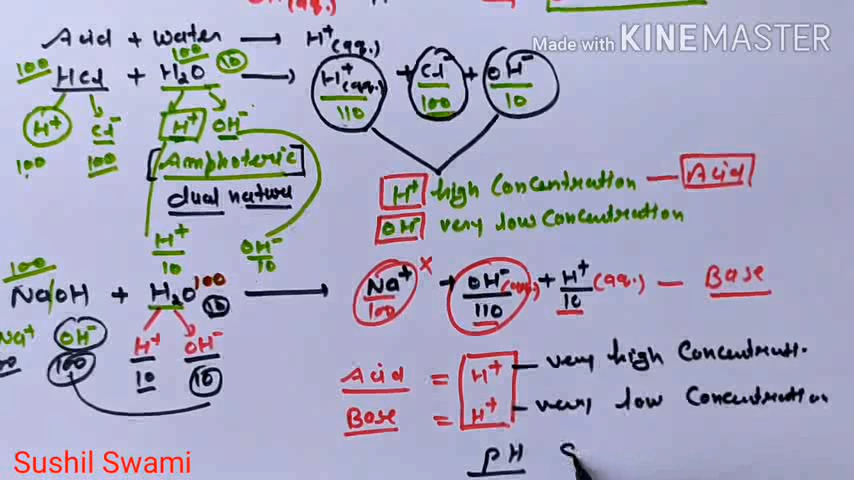 Made with KINEMASTER
Acid + water → H⁺(aq.)
100 HCl + H₂O 100 10 → H⁺(aq.) 110 + Cl⁻ 100 + OH⁻ 10
H⁺ 100 Cl⁻ 100 H⁺ OH⁻
[Amphoteric]
dual nature
H⁺ high Concentration — Acid
OH⁻ very low concentration
H⁺ 10 OH⁻ 10
100 NaOH + H₂O 100 10 → Na⁺ 100 × + OH⁻(aq.) 110 + H⁺ 10 (aq.) — Base
Na⁺ OH⁻ 100 H⁺ 10 OH⁻ 10
Acid = H⁺ — very high Concentrati
Base = H⁺ — very low Concentration
PH S
Sushil Swami